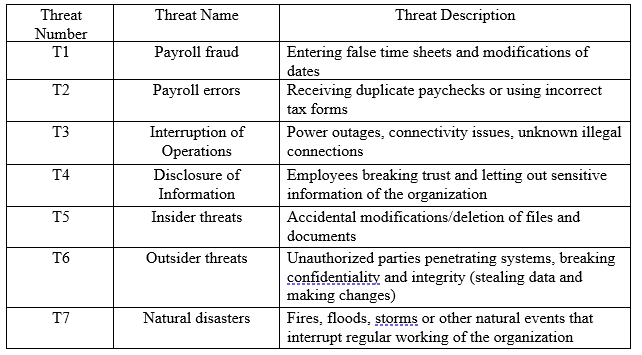 Threat Number Threat Name Threat Description
T1 Payroll fraud Entering false time sheets and modifications of
dates
T2 Payroll errors Receiving duplicate paychecks or using incorrect
tax forms
T3 Interruption of Operations Power outages, connectivity issues, unknown illegal
connections
T4 Disclosure of Information Employees breaking trust and letting out sensitive
information of the organization
T5 Insider threats Accidental modifications/deletion of files and
documents
T6 Outsider threats Unauthorized parties penetrating systems, breaking
confidentiality and integrity (stealing data and
making changes)
T7 Natural disasters Fires, floods, storms or other natural events that
interrupt regular working of the organization